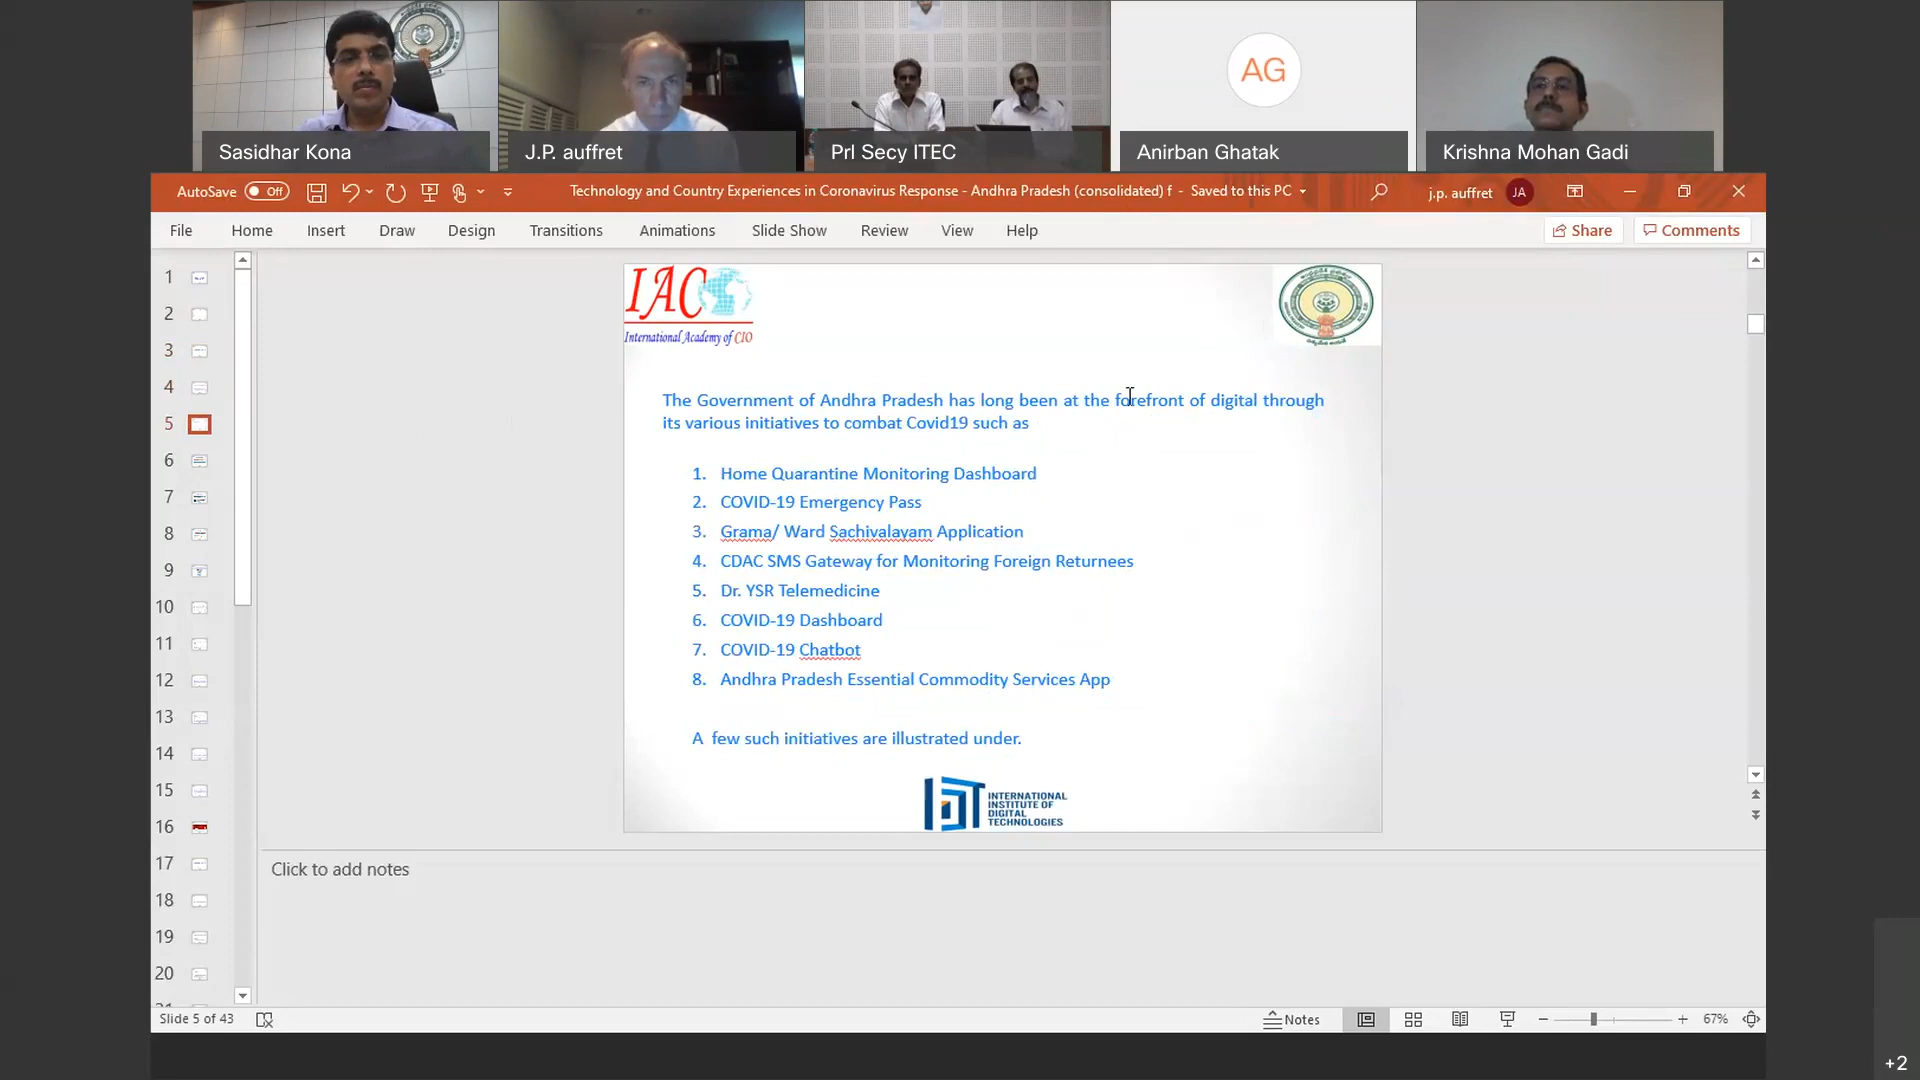 AG
Sasidhar Kona
J.P. auffret
Prl Secy ITEC
Anirban Ghatak
Krishna Mohan Gadi
AutoSave Off
Technology and Country Experiences in Coronavirus Response - Andhra Pradesh (consolidated) f - Saved to this PC
j.p. auffret JA
File Home Insert Draw Design Transitions Animations Slide Show Review View Help Share Comments
1
2
3
4
5
6
7
8
9
10
11
12
13
14
15
16
17
18
19
20
IAC
International Academy of CIO
The Government of Andhra Pradesh has long been at the forefront of digital through
its various initiatives to combat Covid19 such as
1. Home Quarantine Monitoring Dashboard
2. COVID-19 Emergency Pass
3. Grama/ Ward Sachivalayam Application
4. CDAC SMS Gateway for Monitoring Foreign Returnees
5. Dr. YSR Telemedicine
6. COVID-19 Dashboard
7. COVID-19 Chatbot
8. Andhra Pradesh Essential Commodity Services App
A few such initiatives are illustrated under.
INTERNATIONAL
INSTITUTE OF
DIGITAL
TECHNOLOGIES
Click to add notes
Slide 5 of 43
Notes
67%
+2